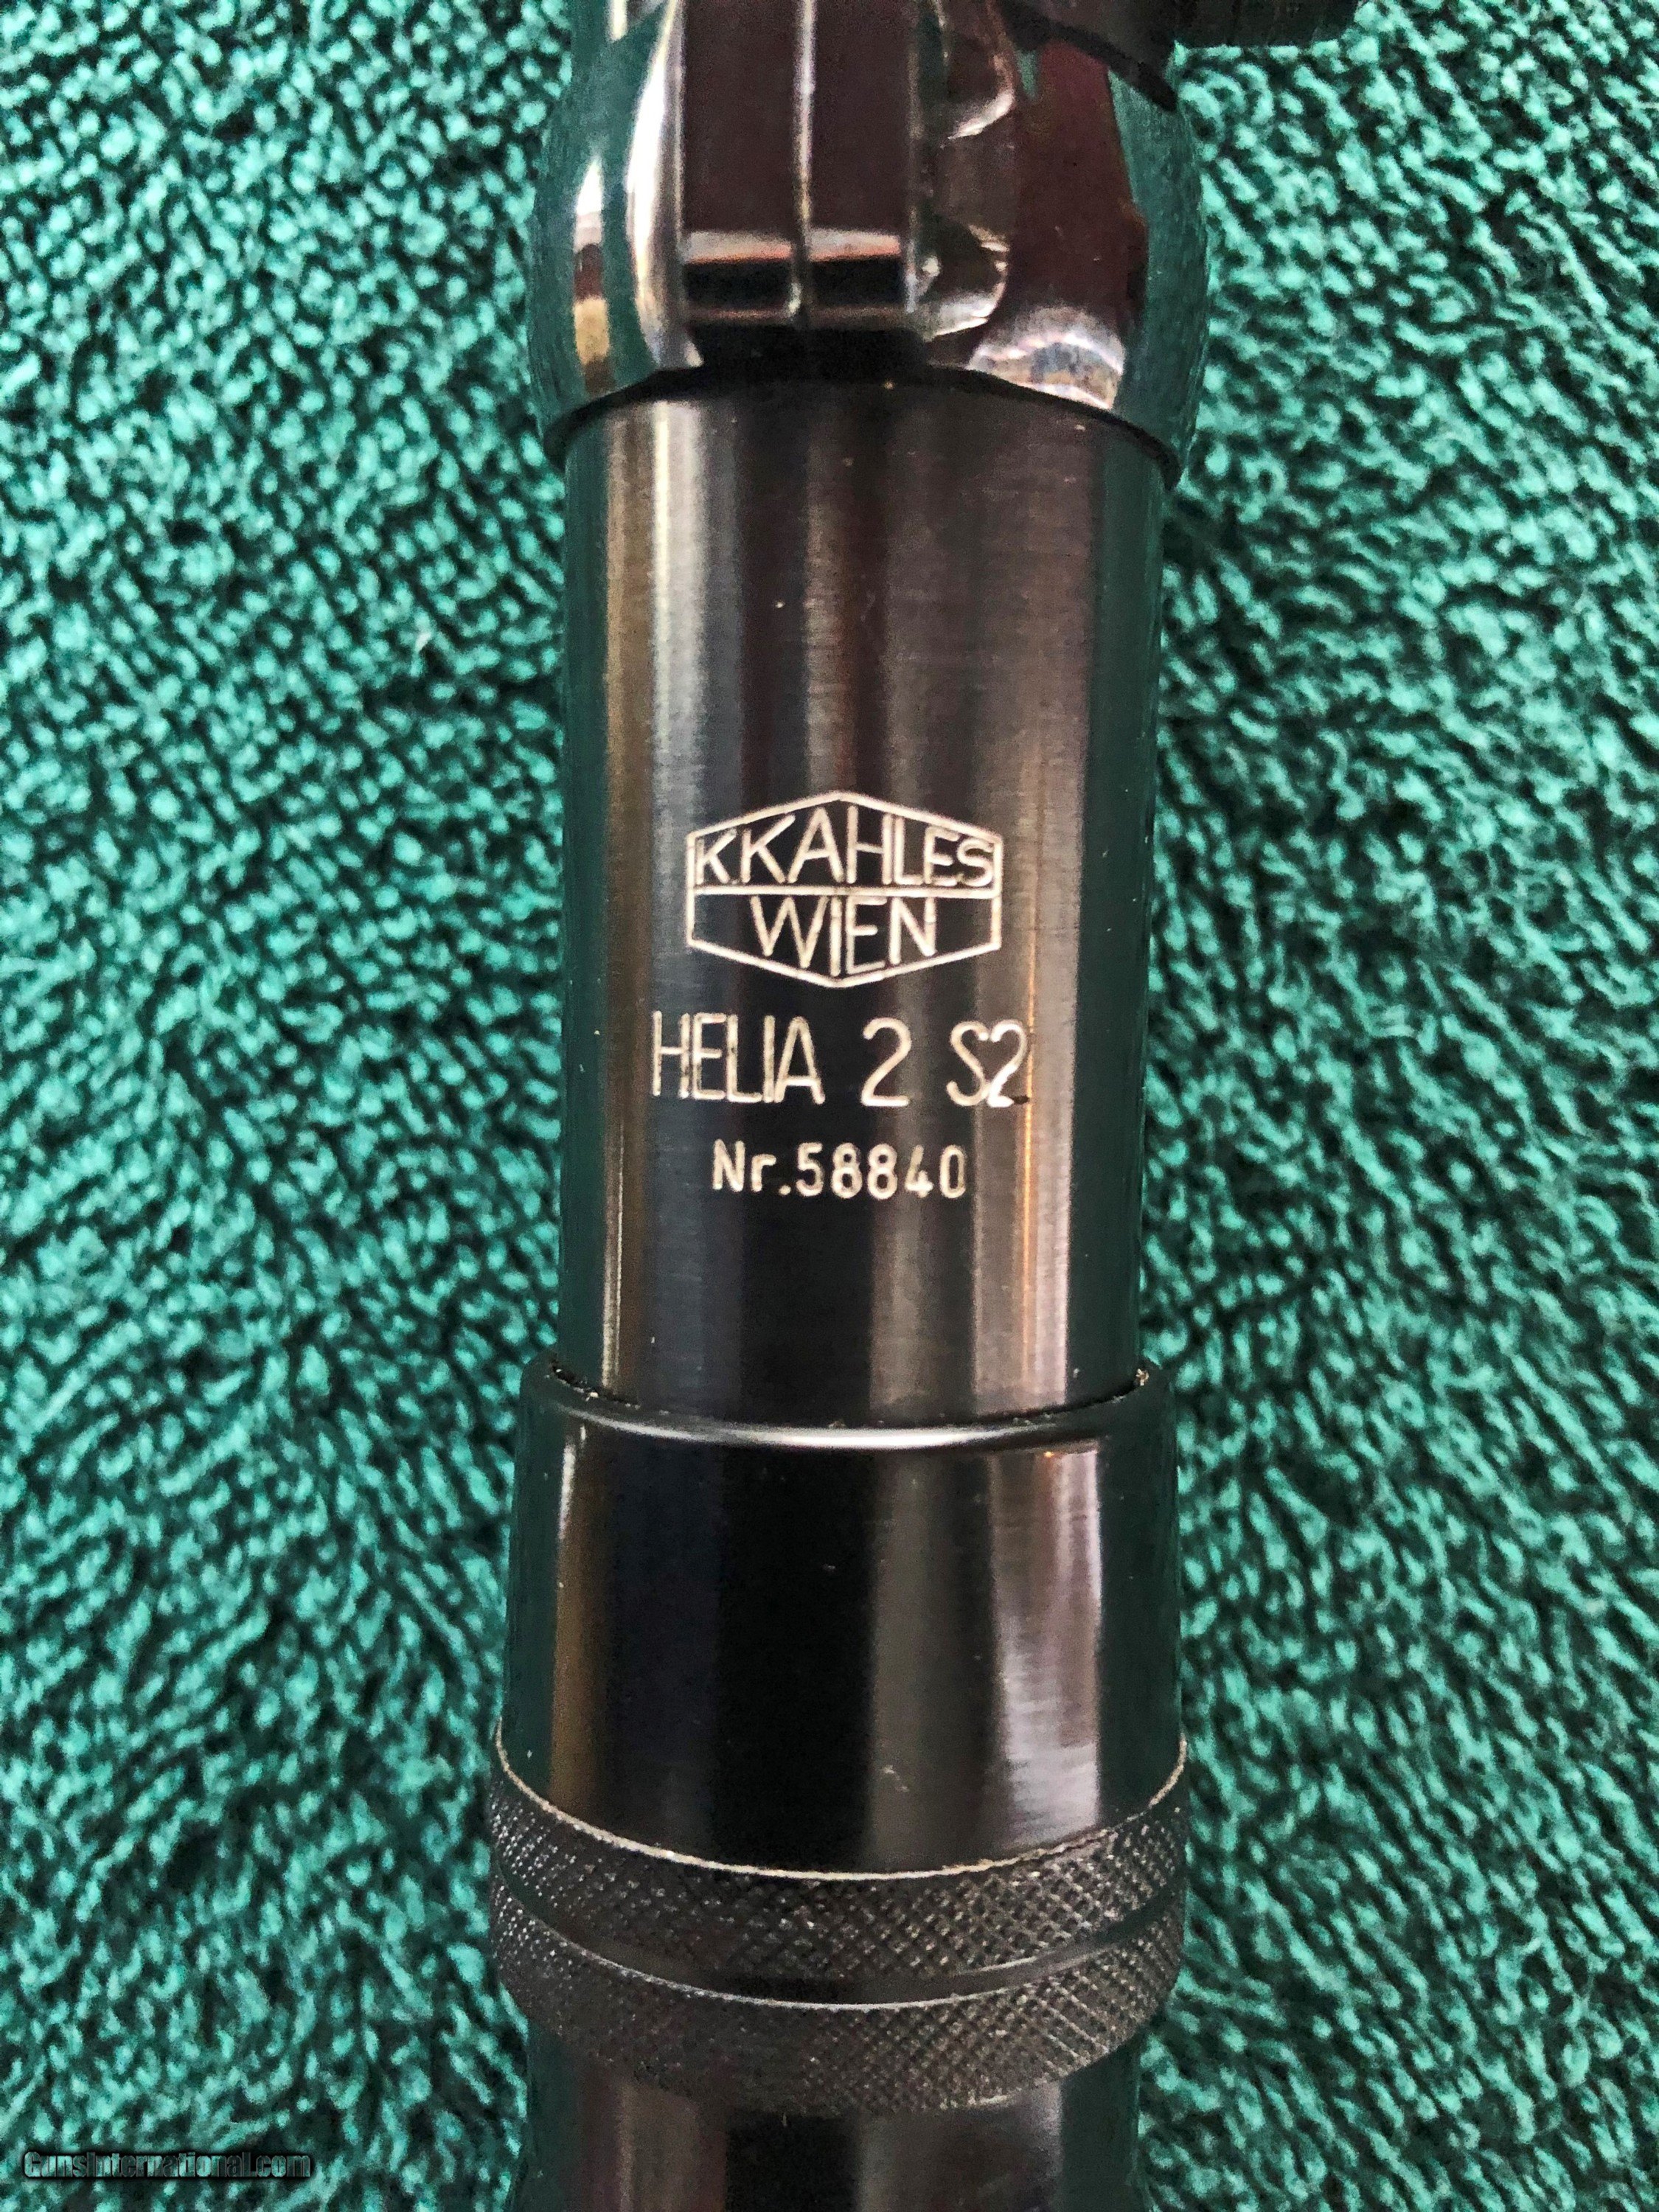 K.KAHLES
WIEN
HELIA 2 S2
Nr.58840
GunsInternational.com